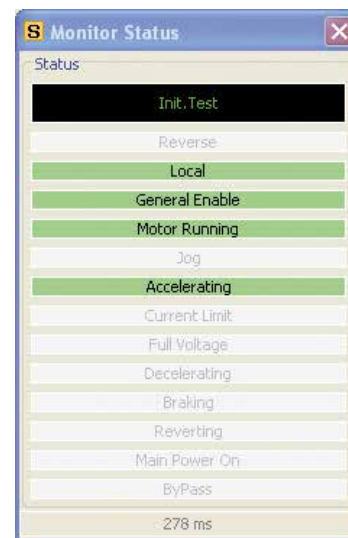 S Monitor Status
Status
Init.Test
Reverse
Local
General Enable
Motor Running
Jog
Accelerating
Current Limit
Full Voltage
Decelerating
Braking
Reverting
Main Power On
ByPass
278 ms